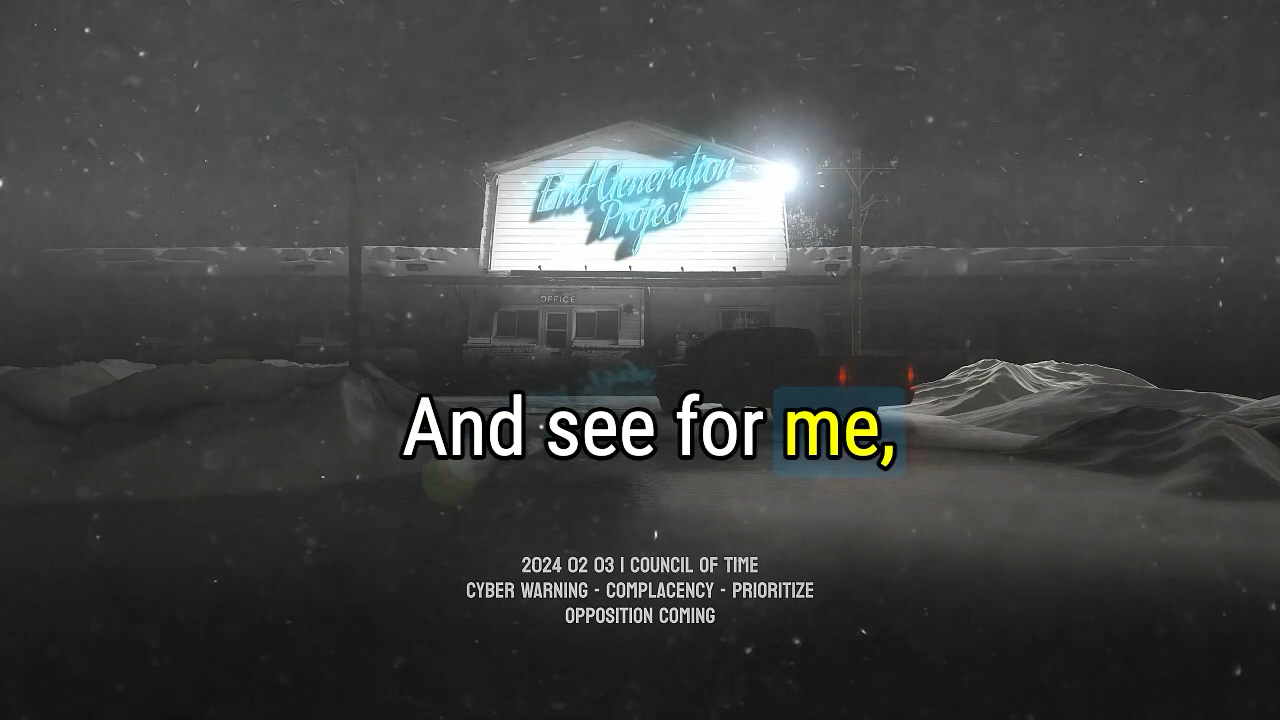 End Generation
Project
OFFICE
And see for me,
2024 02 03 | COUNCIL OF TIME
CYBER WARNING - COMPLACENCY - PRIORITIZE
OPPOSITION COMING